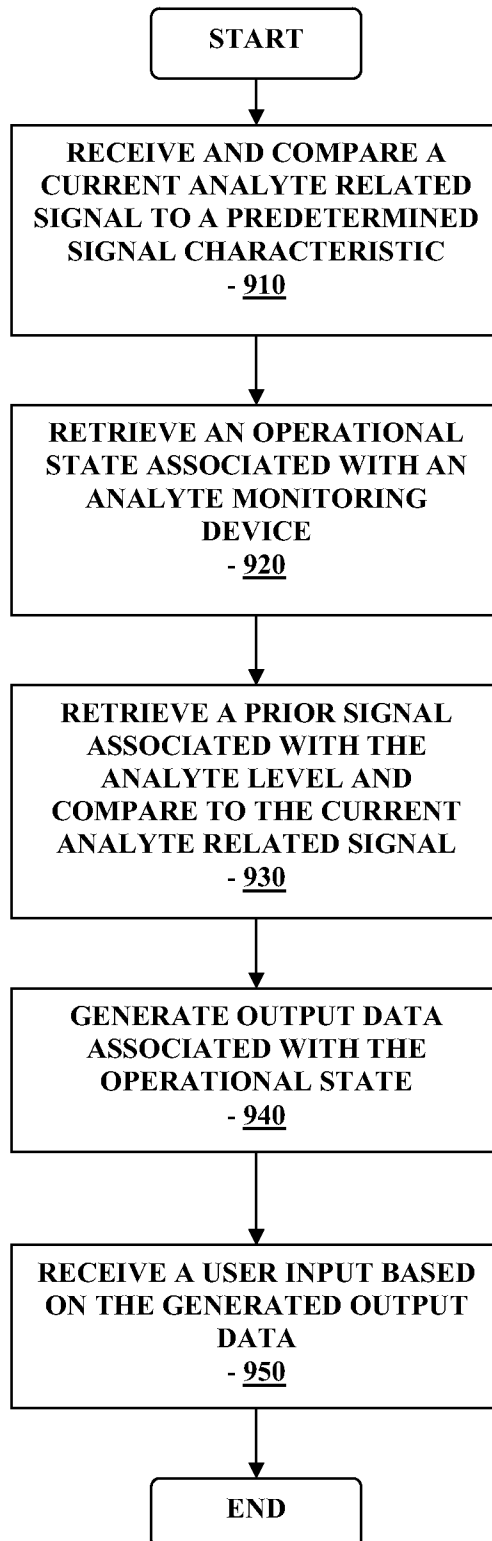 START
RECEIVE AND COMPARE A
CURRENT ANALYTE RELATED
SIGNAL TO A PREDETERMINED
SIGNAL CHARACTERISTIC
- 910
RETRIEVE AN OPERATIONAL
STATE ASSOCIATED WITH AN
ANALYTE MONITORING
DEVICE
- 920
RETRIEVE A PRIOR SIGNAL
ASSOCIATED WITH THE
ANALYTE LEVEL AND
COMPARE TO THE CURRENT
ANALYTE RELATED SIGNAL
- 930
GENERATE OUTPUT DATA
ASSOCIATED WITH THE
OPERATIONAL STATE
- 940
RECEIVE A USER INPUT BASED
ON THE GENERATED OUTPUT
DATA
- 950
END